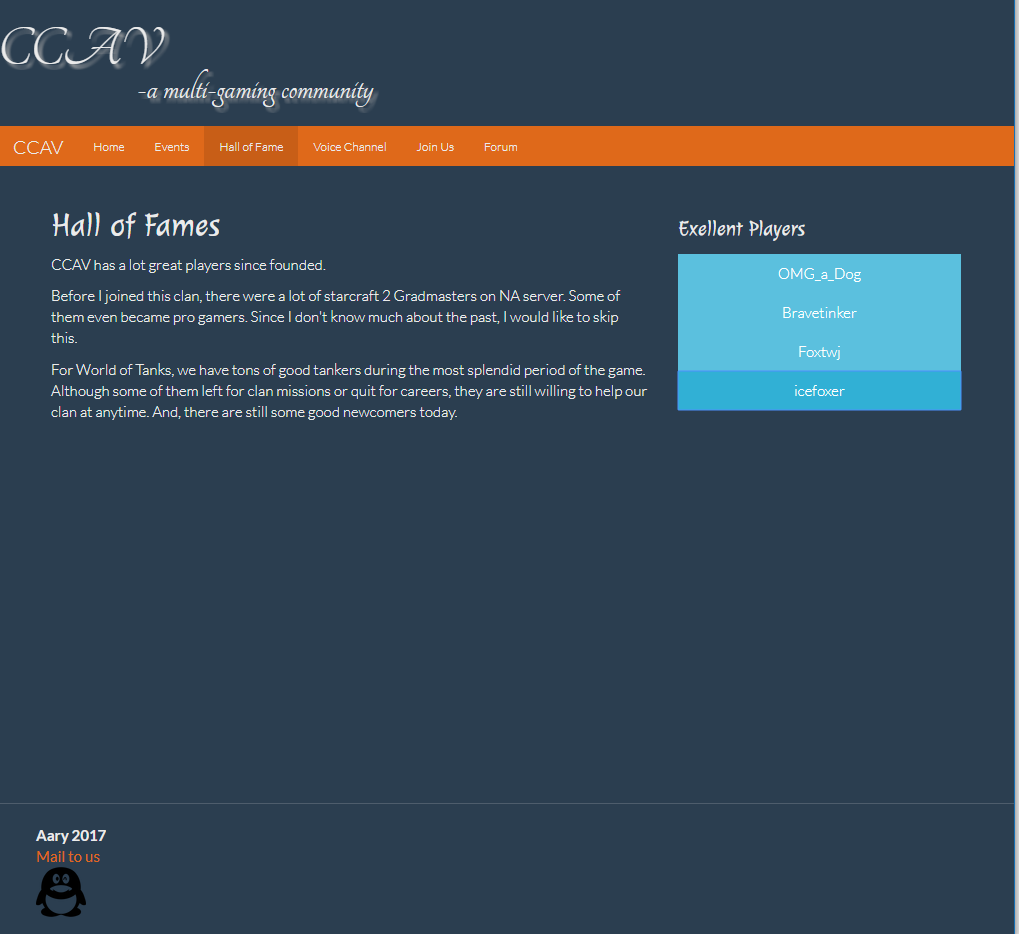 CCAV
-a multi-gaming community
CCAV Home Events Hall of Fame Voice Channel Join Us Forum
Hall of Fames
CCAV has a lot great players since founded.
Before I joined this clan, there were a lot of starcraft 2 Gradmasters on NA server. Some of
them even became pro gamers. Since I don't know much about the past, I would like to skip
this.
For World of Tanks, we have tons of good tankers during the most splendid period of the game.
Although some of them left for clan missions or quit for careers, they are still willing to help our
clan at anytime. And, there are still some good newcomers today.
Exellent Players
OMG_a_Dog
Bravetinker
Foxtwj
icefoxer
Aary 2017
Mail to us